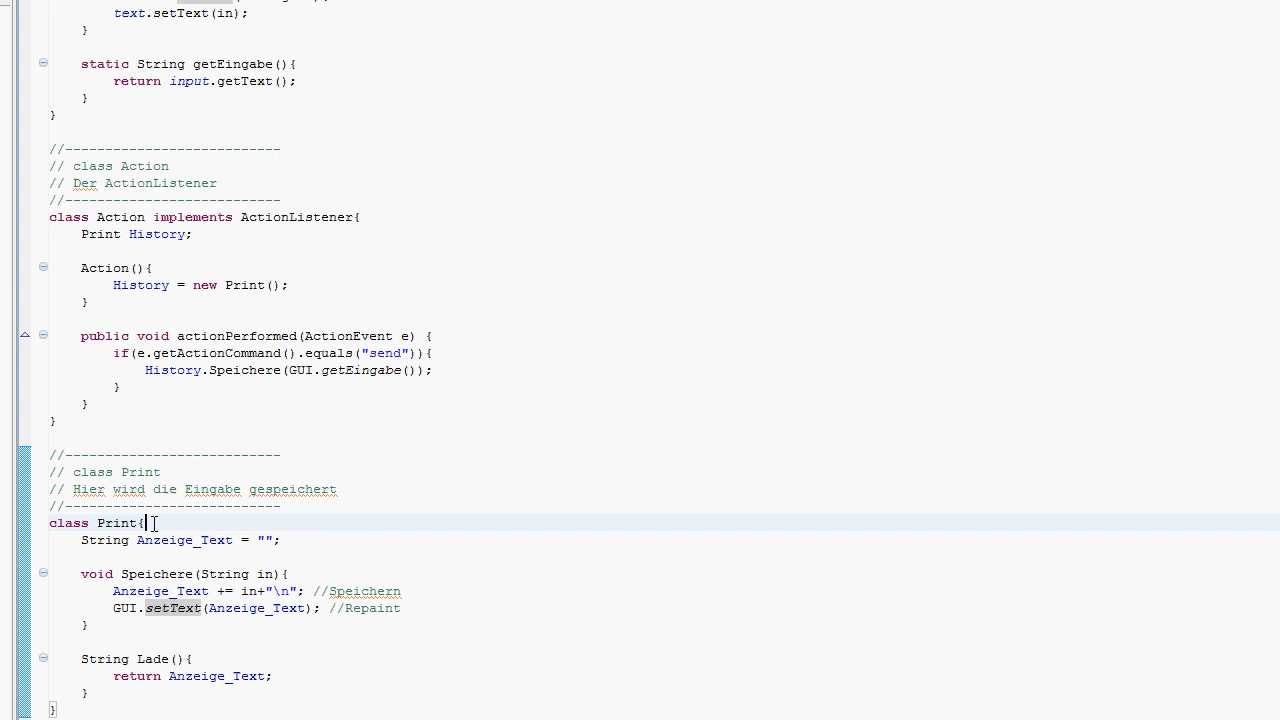 text.setText(in);
}
static String getEingabe(){
return input.getText();
}
}
//---------------------------
// class Action
// Der ActionListener
//---------------------------
class Action implements ActionListener{
Print History;
Action(){
History = new Print();
}
public void actionPerformed(ActionEvent e) {
if(e.getActionCommand().equals("send")){
History.Speichere(GUI.getEingabe());
}
}
}
//---------------------------
// class Print
// Hier wird die Eingabe gespeichert
//---------------------------
class Print{
String Anzeige_Text = "";
void Speichere(String in){
Anzeige_Text += in+"\n"; //Speichern
GUI.setText(Anzeige_Text); //Repaint
}
String Lade(){
return Anzeige_Text;
}
}